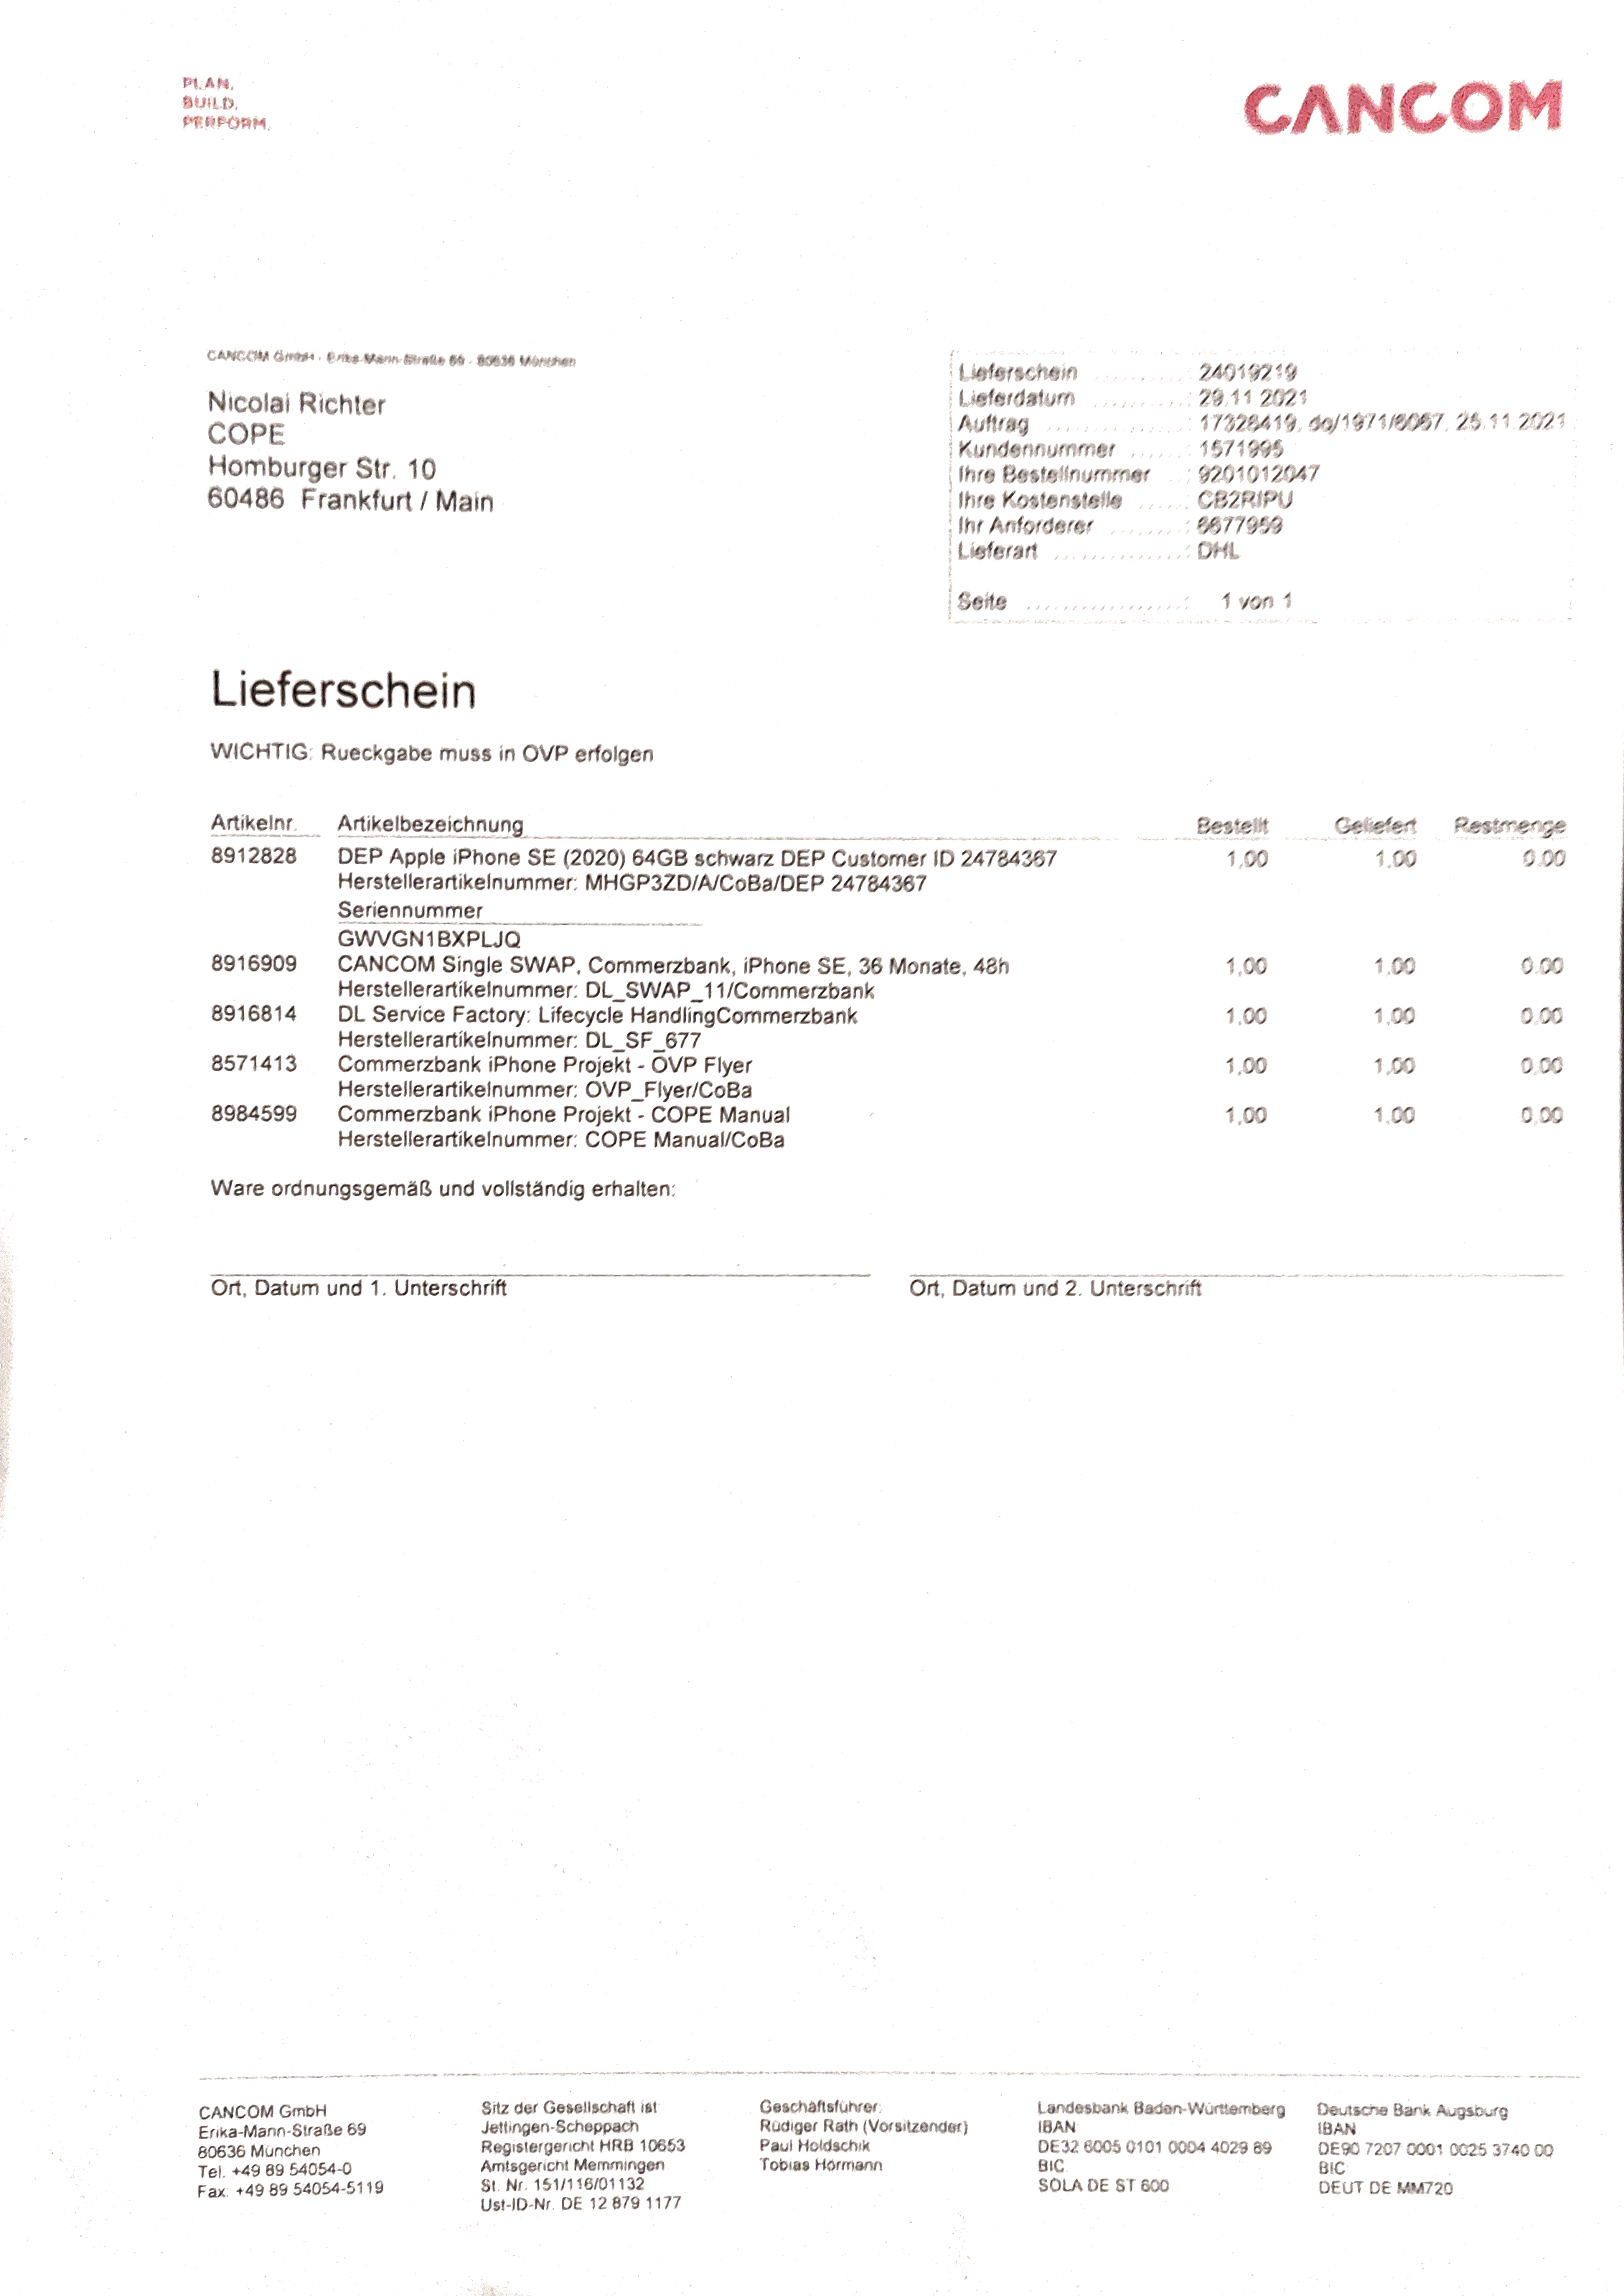 PLAN.
BUILD.
PERFORM.
CANCOM
CANCOM GmbH - Erika-Mann-Straße 69 - 80636 München
Nicolai Richter
COPE
Homburger Str. 10
60486 Frankfurt / Main
Lieferschein ......... : 24019219
Lieferdatum ......... : 29.11.2021
Auftrag ............. : 17328419, dq/1971/6067, 25.11.2021
Kundennummer ...... : 1571995
Ihre Bestellnummer .. : 9201012047
Ihre Kostenstelle ...... : CB2RIPU
Ihr Anforderer ........ : 6677959
Lieferart ............. : DHL
Seite ................. : 1 von 1
Lieferschein
WICHTIG: Rueckgabe muss in OVP erfolgen
Artikelnr. Artikelbezeichnung Bestellt Geliefert Restmenge
8912828 DEP Apple iPhone SE (2020) 64GB schwarz DEP Customer ID 24784367 1,00 1,00 0,00
Herstellerartikelnummer: MHGP3ZD/A/CoBa/DEP 24784367
Seriennummer
GWVGN1BXPLJQ
8916909 CANCOM Single SWAP, Commerzbank, iPhone SE, 36 Monate, 48h 1,00 1,00 0,00
Herstellerartikelnummer: DL_SWAP_11/Commerzbank
8916814 DL Service Factory: Lifecycle HandlingCommerzbank 1,00 1,00 0,00
Herstellerartikelnummer: DL_SF_677
8571413 Commerzbank iPhone Projekt - OVP Flyer 1,00 1,00 0,00
Herstellerartikelnummer: OVP_Flyer/CoBa
8984599 Commerzbank iPhone Projekt - COPE Manual 1,00 1,00 0,00
Herstellerartikelnummer: COPE Manual/CoBa
Ware ordnungsgemäß und vollständig erhalten:
Ort, Datum und 1. Unterschrift Ort, Datum und 2. Unterschrift
CANCOM GmbH
Erika-Mann-Straße 69
80636 München
Tel. +49 89 54054-0
Fax: +49 89 54054-5119
Sitz der Gesellschaft ist
Jettingen-Scheppach
Registergericht HRB 10653
Amtsgericht Memmingen
St. Nr. 151/116/01132
Ust-ID-Nr. DE 12 879 1177
Geschäftsführer:
Rüdiger Rath (Vorsitzender)
Paul Holdschik
Tobias Hörmann
Landesbank Baden-Württemberg
IBAN
DE32 6005 0101 0004 4029 89
BIC
SOLA DE ST 600
Deutsche Bank Augsburg
IBAN
DE90 7207 0001 0025 3740 00
BIC
DEUT DE MM720